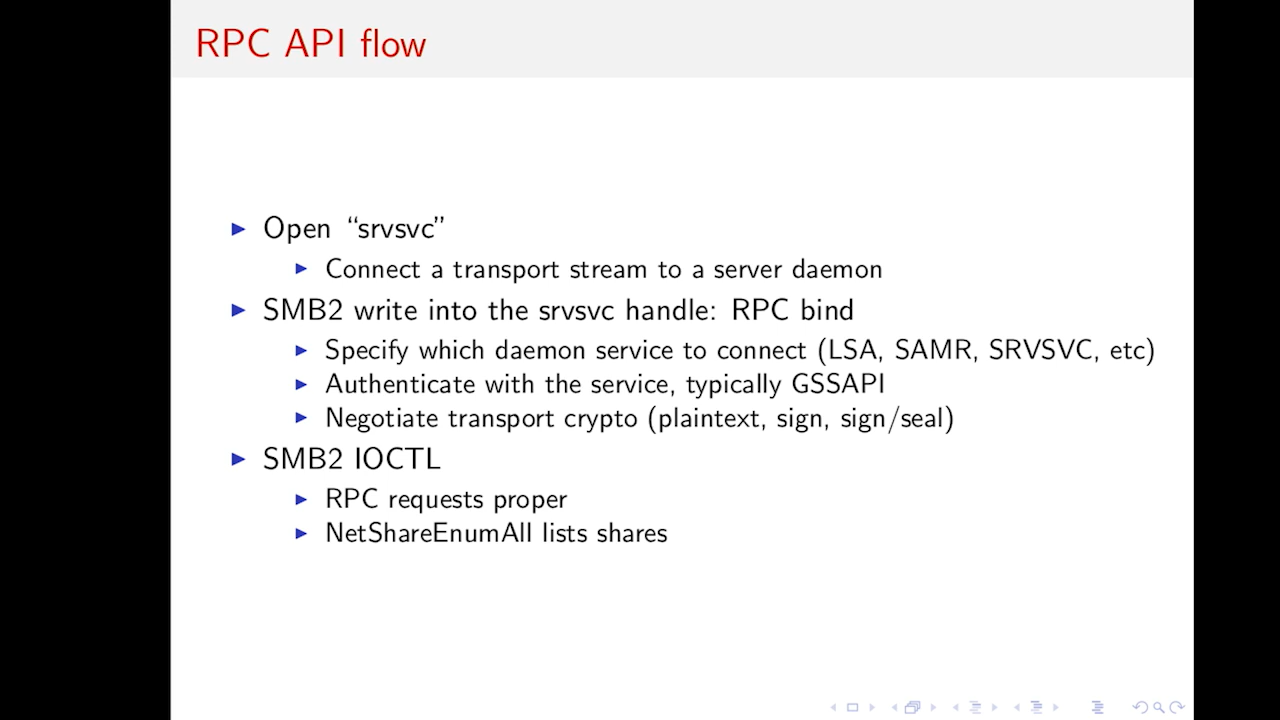 RPC API flow
Open “srvsvc”
Connect a transport stream to a server daemon
SMB2 write into the srvsvc handle: RPC bind
Specify which daemon service to connect (LSA, SAMR, SRVSVC, etc)
Authenticate with the service, typically GSSAPI
Negotiate transport crypto (plaintext, sign, sign/seal)
SMB2 IOCTL
RPC requests proper
NetShareEnumAll lists shares